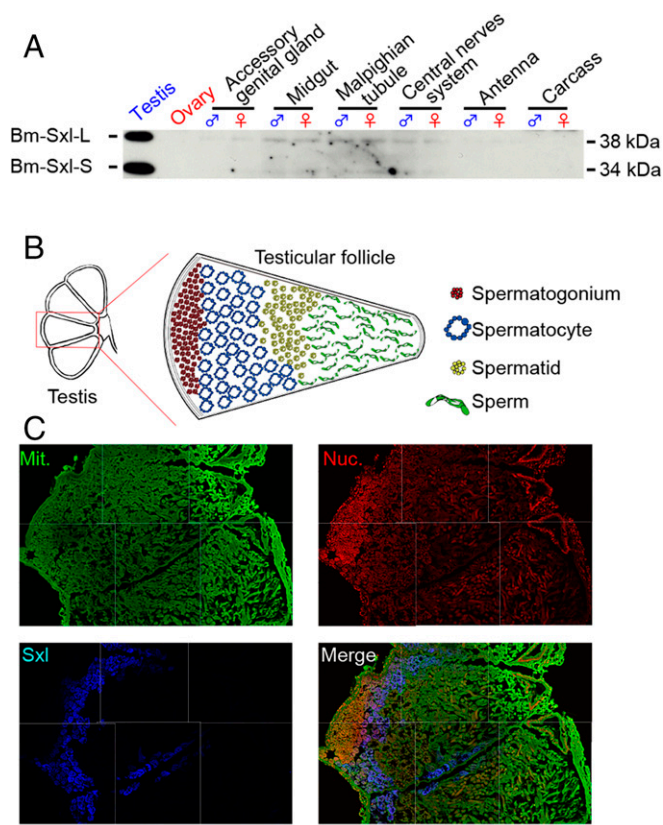 A
Testis
Ovary
Accessory genital gland
Midgut
Malpighian tubule
Central nerves system
Antenna
Carcass
♂ ♀ ♂ ♀ ♂ ♀ ♂ ♀ ♂ ♀ ♂ ♀
Bm-Sxl-L - - 38 kDa
Bm-Sxl-S - - 34 kDa
B
Testicular follicle
Testis
Spermatogonium
Spermatocyte
Spermatid
Sperm
C
Mit.
Nuc.
Sxl
Merge